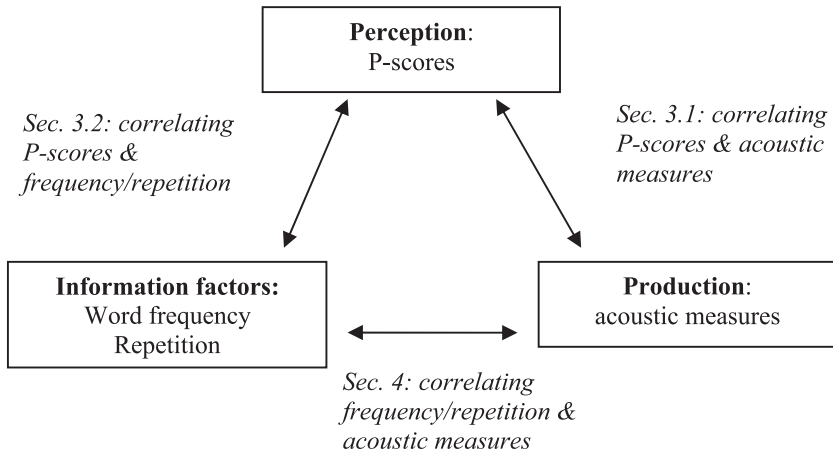 Perception:
P-scores
Sec. 3.2: correlating
P-scores &
frequency/repetition
Sec. 3.1: correlating
P-scores & acoustic
measures
Information factors:
Word frequency
Repetition
Production:
acoustic measures
Sec. 4: correlating
frequency/repetition &
acoustic measures